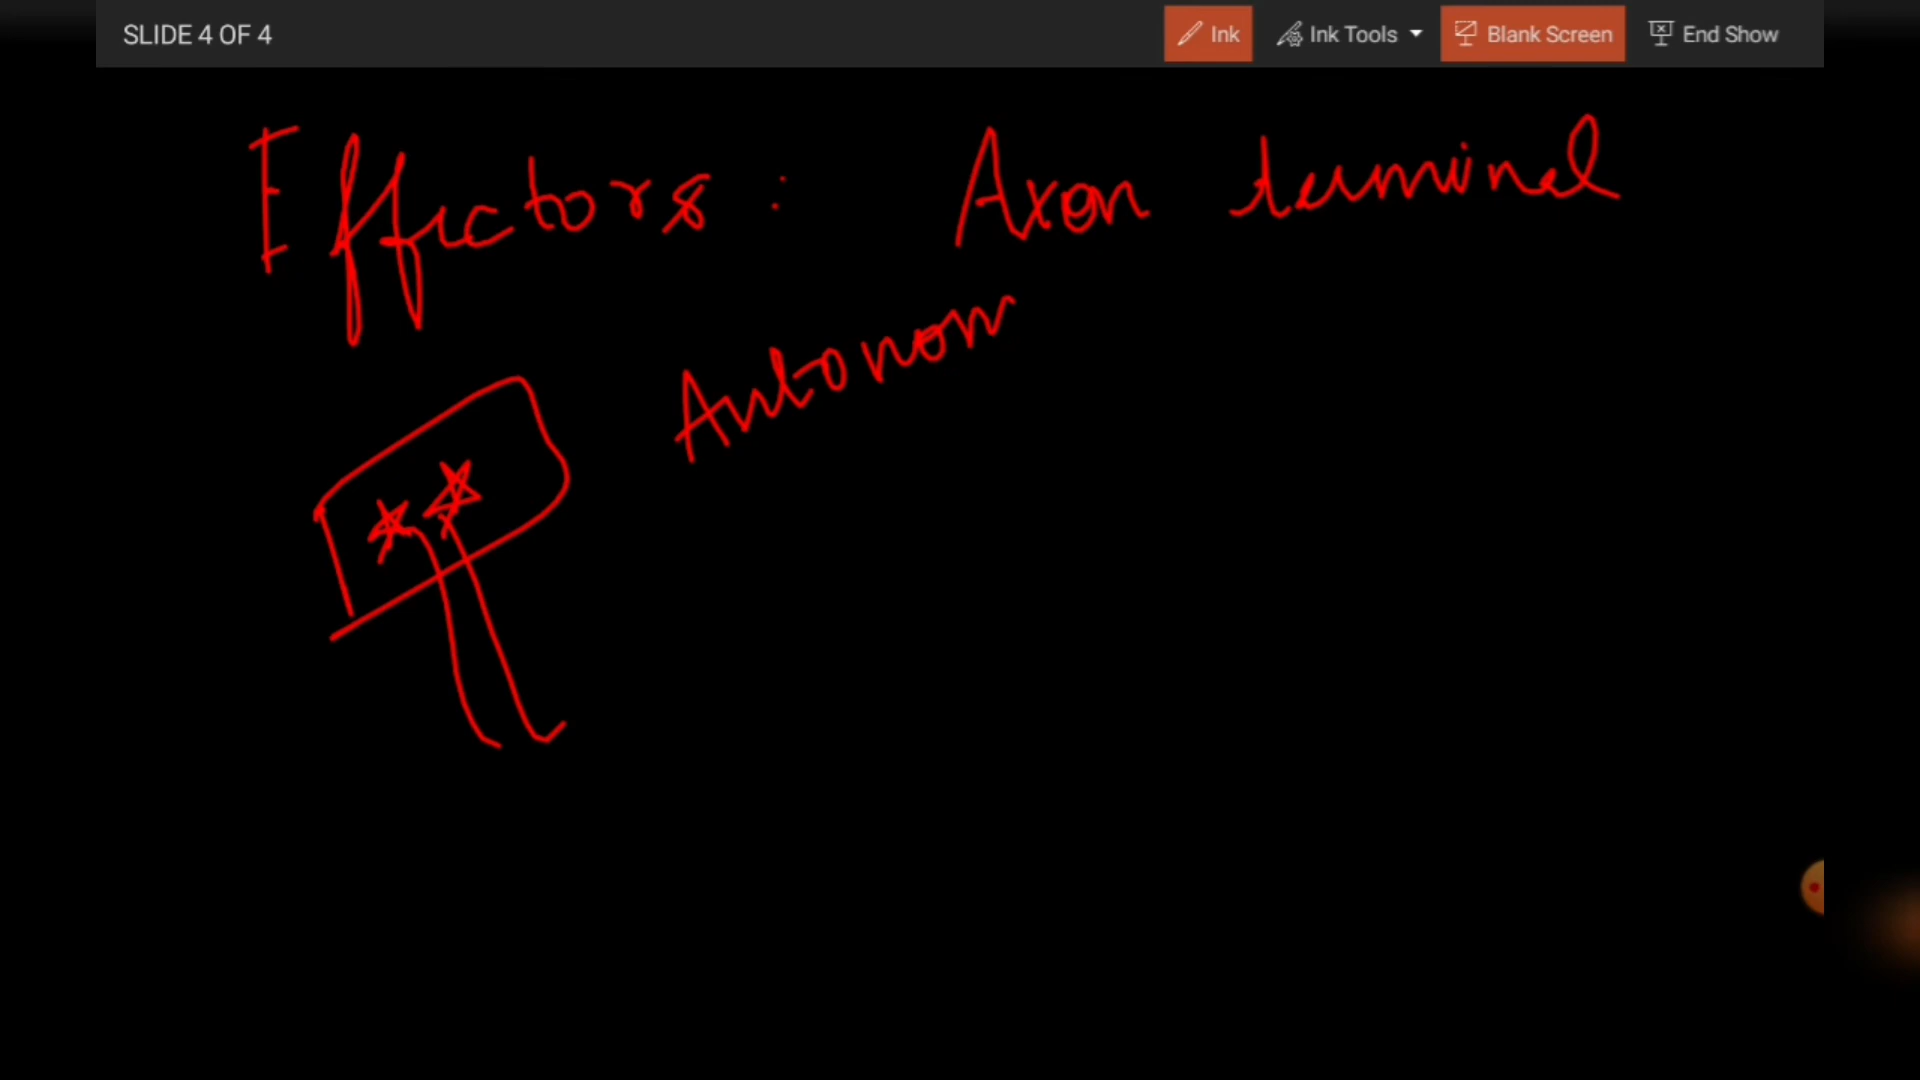 SLIDE 4 OF 4 Ink Ink Tools Blank Screen End Show
Effectors : Axon terminal
Autonom